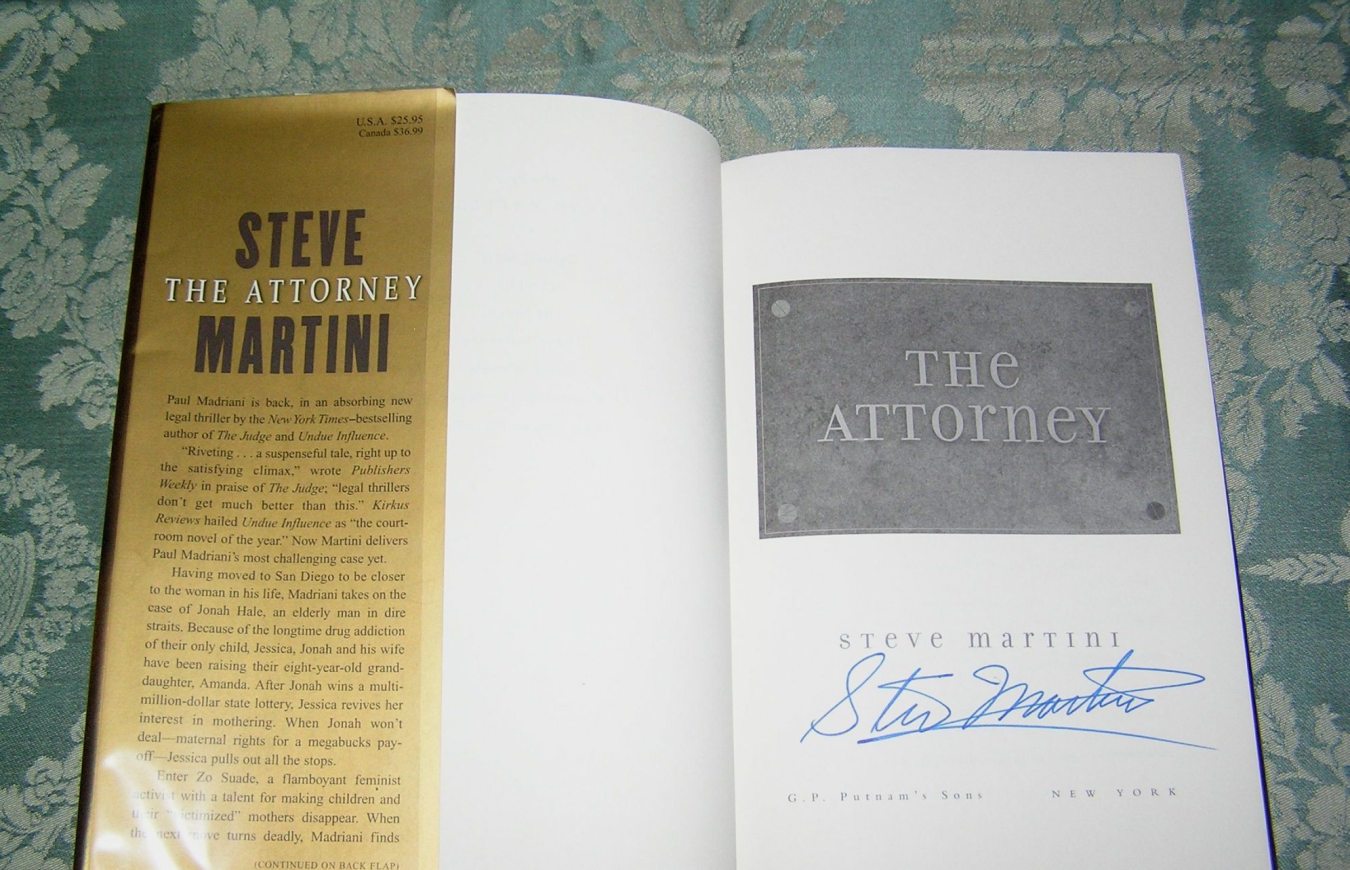 U.S.A. $25.95
Canada $36.99
STEVE
THE ATTORNEY
MARTINI
Paul Madriani is back, in an absorbing new
legal thriller by the New York Times–bestselling
author of The Judge and Undue Influence.
"Riveting . . . a suspenseful tale, right up to
the satisfying climax," wrote Publishers
Weekly in praise of The Judge; "legal thrillers
don't get much better than this." Kirkus
Reviews hailed Undue Influence as "the court-
room novel of the year." Now Martini delivers
Paul Madriani's most challenging case yet.
Having moved to San Diego to be closer
to the woman in his life, Madriani takes on the
case of Jonah Hale, an elderly man in dire
straits. Because of the longtime drug addiction
of their only child, Jessica, Jonah and his wife
have been raising their eight-year-old grand-
daughter, Amanda. After Jonah wins a multi-
million-dollar state lottery, Jessica revives her
interest in mothering. When Jonah won't
deal—maternal rights for a megabucks pay-
off—Jessica pulls out all the stops.
Enter Zo Suade, a flamboyant feminist
activist with a talent for making children and
their "victimized" mothers disappear. When
the next move turns deadly, Madriani finds
(CONTINUED ON BACK FLAP)
THE
ATTORNEY
STEVE MARTINI
Steve Martini
G.P. Putnam's Sons NEW YORK